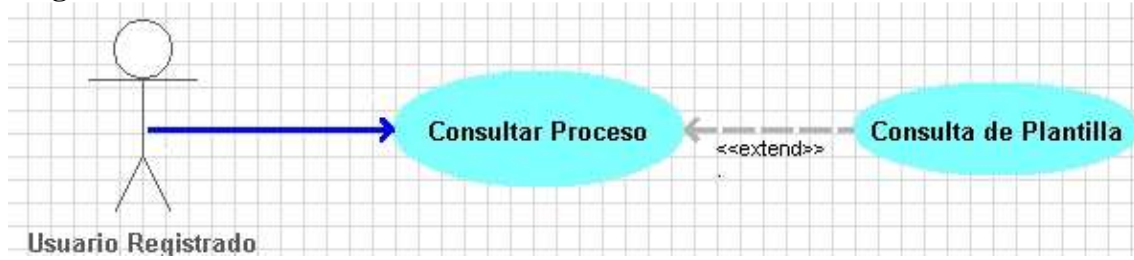 Consultar Proceso
Consulta de Plantilla
<<extend>>
Usuario Registrado